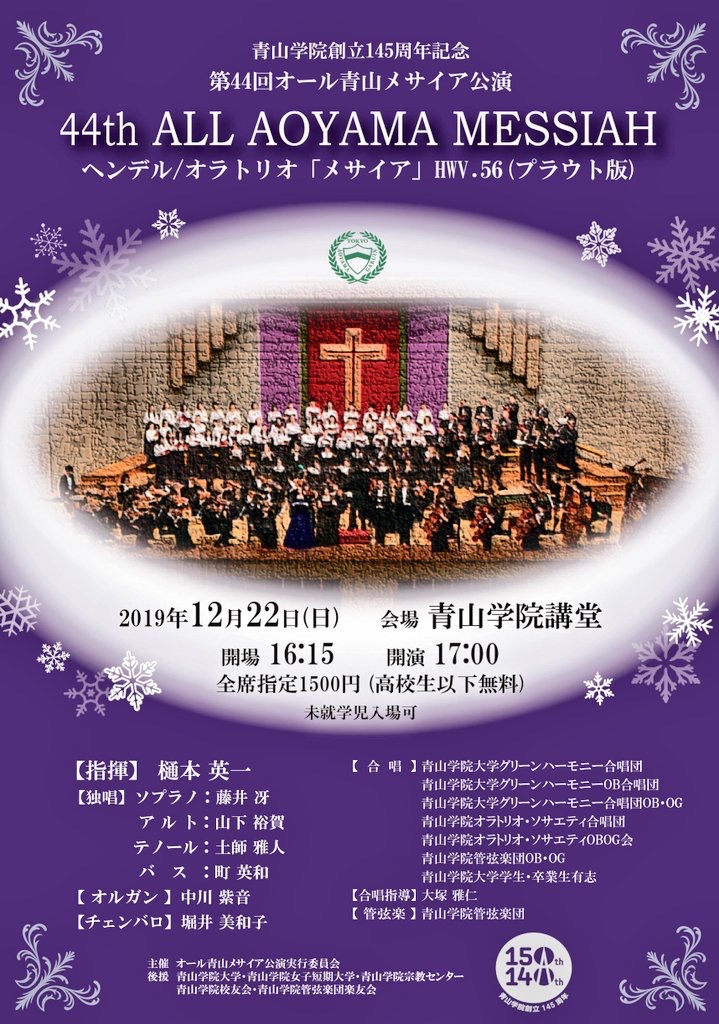 青山学院創立145周年記念
第44回オール青山メサイア公演
44th ALL AOYAMA MESSIAH
ヘンデル/オラトリオ「メサイア」HWV.56(プラウト版)
2019年12月22日(日) 会場 青山学院講堂
開場 16:15 開演 17:00
全席指定1500円 (高校生以下無料)
未就学児入場可
【指揮】 樋本 英一
【独唱】ソプラノ：藤井 冴
アルト：山下 裕賀
テノール：土師 雅人
バス：町 英和
【オルガン】中川 紫音
【チェンバロ】堀井 美和子
【合唱】青山学院大学グリーンハーモニー合唱団
青山学院大学グリーンハーモニーOB合唱団
青山学院大学グリーンハーモニー合唱団OB・OG
青山学院オラトリオ・ソサエティ合唱団
青山学院オラトリオ・ソサエティOBOG会
青山学院管弦楽団OB・OG
青山学院大学学生・卒業生有志
【合唱指導】大塚 雅仁
【管弦楽】青山学院管弦楽団
主催 オール青山メサイア公演実行委員会
後援 青山学院大学・青山学院女子短期大学・青山学院宗教センター
青山学院校友会・青山学院管弦楽団楽友会
150th
140th
青山学院創立145周年